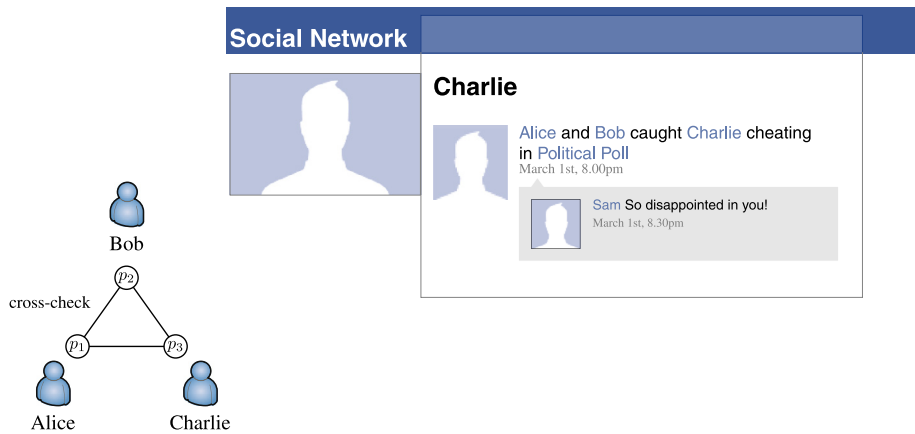 Social Network
Charlie
Alice and Bob caught Charlie cheating
in Political Poll
March 1st, 8.00pm
Sam So disappointed in you!
March 1st, 8.30pm
Bob
p2
cross-check
p1
p3
Alice
Charlie